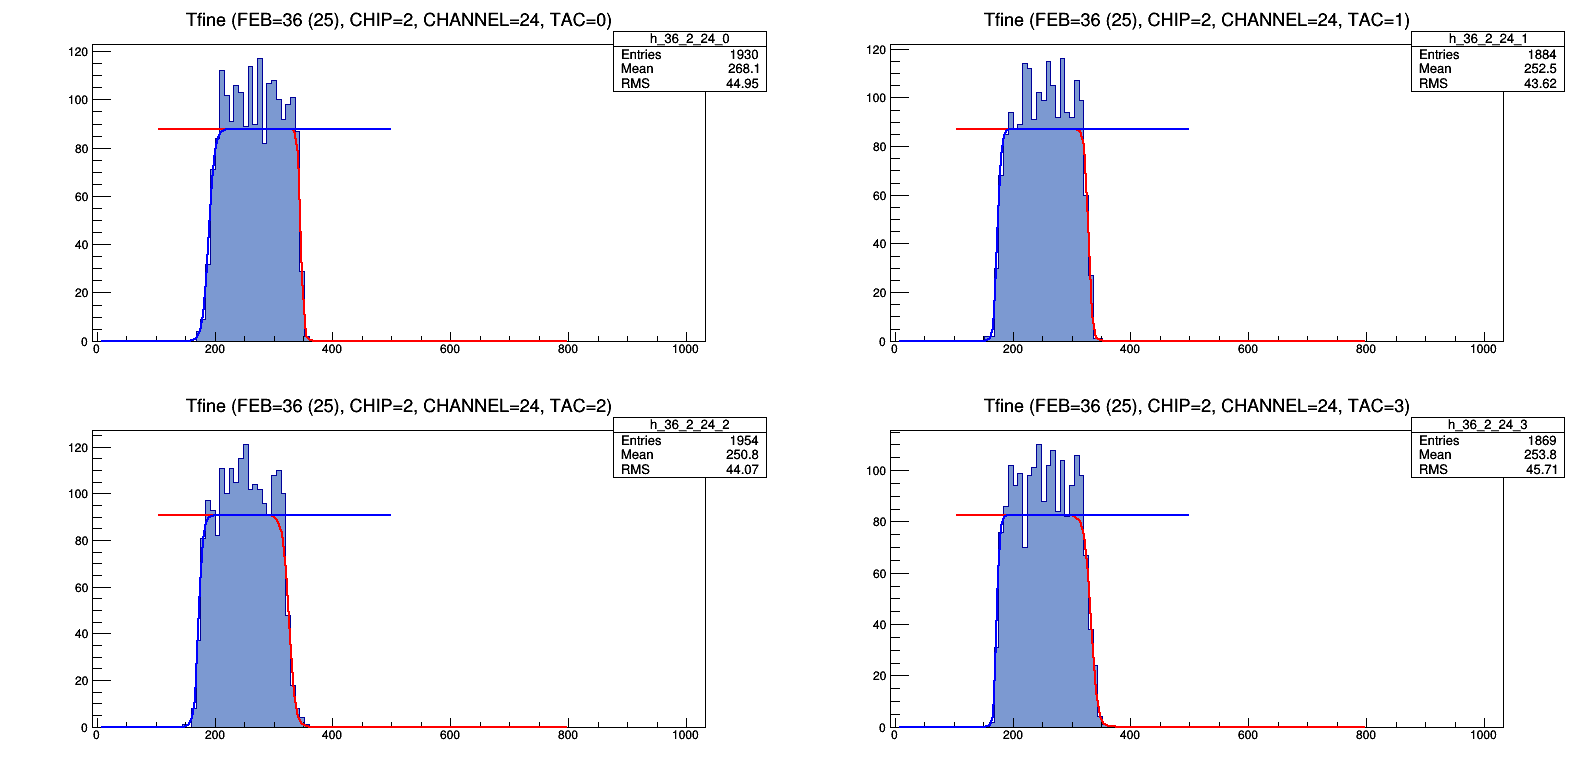 Tfine (FEB=36 (25), CHIP=2, CHANNEL=24, TAC=0)
h_36_2_24_0
Entries 1930
Mean 268.1
RMS 44.95
120
100
80
60
40
20
0
0 200 400 600 800 1000
Tfine (FEB=36 (25), CHIP=2, CHANNEL=24, TAC=1)
h_36_2_24_1
Entries 1884
Mean 252.5
RMS 43.62
120
100
80
60
40
20
0
0 200 400 600 800 1000
Tfine (FEB=36 (25), CHIP=2, CHANNEL=24, TAC=2)
h_36_2_24_2
Entries 1954
Mean 250.8
RMS 44.07
120
100
80
60
40
20
0
0 200 400 600 800 1000
Tfine (FEB=36 (25), CHIP=2, CHANNEL=24, TAC=3)
h_36_2_24_3
Entries 1869
Mean 253.8
RMS 45.71
100
80
60
40
20
0
0 200 400 600 800 1000